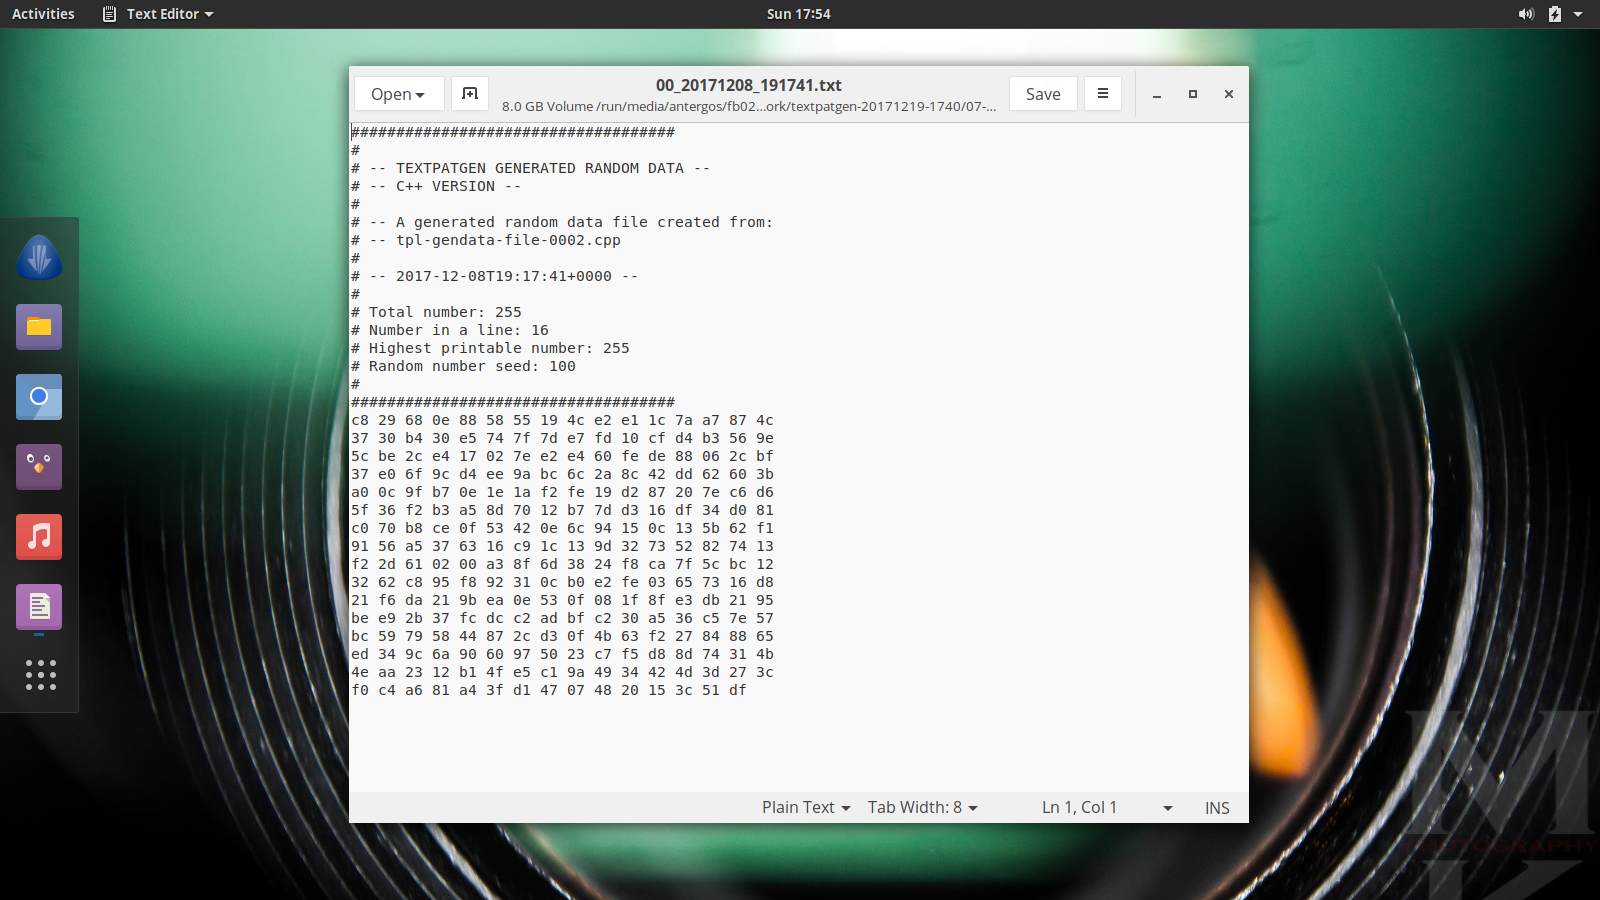 Activities
Text Editor
Sun 17:54
Open
00_20171208_191741.txt
8.0 GB Volume /run/media/antergos/fb02…ork/textpatgen-20171219-1740/07-…
Save
####################################
#
# -- TEXTPATGEN GENERATED RANDOM DATA --
# -- C++ VERSION --
#
# -- A generated random data file created from:
# -- tpl-gendata-file-0002.cpp
#
# -- 2017-12-08T19:17:41+0000 --
#
# Total number: 255
# Number in a line: 16
# Highest printable number: 255
# Random number seed: 100
#
####################################
c8 29 68 0e 88 58 55 19 4c e2 e1 1c 7a a7 87 4c
37 30 b4 30 e5 74 7f 7d e7 fd 10 cf d4 b3 56 9e
5c be 2c e4 17 02 7e e2 e4 60 fe de 88 06 2c bf
37 e0 6f 9c d4 ee 9a bc 6c 2a 8c 42 dd 62 60 3b
a0 0c 9f b7 0e 1e 1a f2 fe 19 d2 87 20 7e c6 d6
5f 36 f2 b3 a5 8d 70 12 b7 7d d3 16 df 34 d0 81
c0 70 b8 ce 0f 53 42 0e 6c 94 15 0c 13 5b 62 f1
91 56 a5 37 63 16 c9 1c 13 9d 32 73 52 82 74 13
f2 2d 61 02 00 a3 8f 6d 38 24 f8 ca 7f 5c bc 12
32 62 c8 95 f8 92 31 0c b0 e2 fe 03 65 73 16 d8
21 f6 da 21 9b ea 0e 53 0f 08 1f 8f e3 db 21 95
be e9 2b 37 fc dc c2 ad bf c2 30 a5 36 c5 7e 57
bc 59 79 58 44 87 2c d3 0f 4b 63 f2 27 84 88 65
ed 34 9c 6a 90 60 97 50 23 c7 f5 d8 8d 74 31 4b
4e aa 23 12 b1 4f e5 c1 9a 49 34 42 4d 3d 27 3c
f0 c4 a6 81 a4 3f d1 47 07 48 20 15 3c 51 df
Plain Text
Tab Width: 8
Ln 1, Col 1
INS